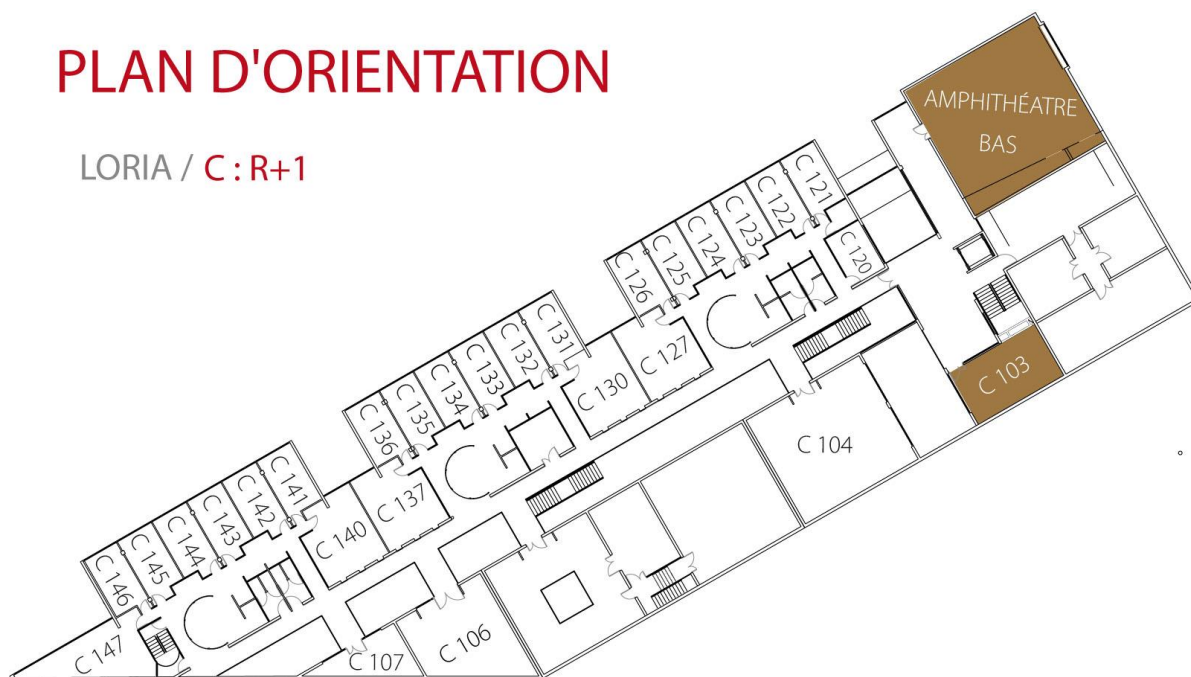 PLAN D'ORIENTATION
LORIA / C : R+1
AMPHITHÉATRE
BAS
C 121
C 122
C 123
C 124
C 125
C 126
C 120
C 127
C 130
C 131
C 132
C 133
C 134
C 135
C 136
C 137
C 140
C 141
C 142
C 143
C 144
C 145
C 146
C 147
C 103
C 104
C 106
C 107